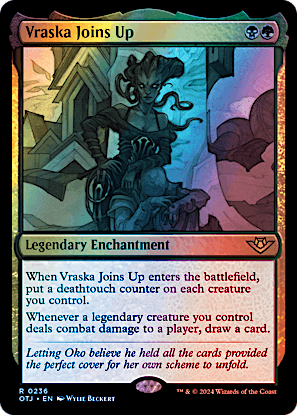 Vraska Joins Up
Legendary Enchantment
When Vraska Joins Up enters the battlefield,
put a deathtouch counter on each creature
you control.
Whenever a legendary creature you control
deals combat damage to a player, draw a card.
Letting Oko believe he held all the cards provided
the perfect cover for her own scheme to unfold.
R 0236
OTJ • EN Wylie Beckert
™ & © 2024 Wizards of the Coast